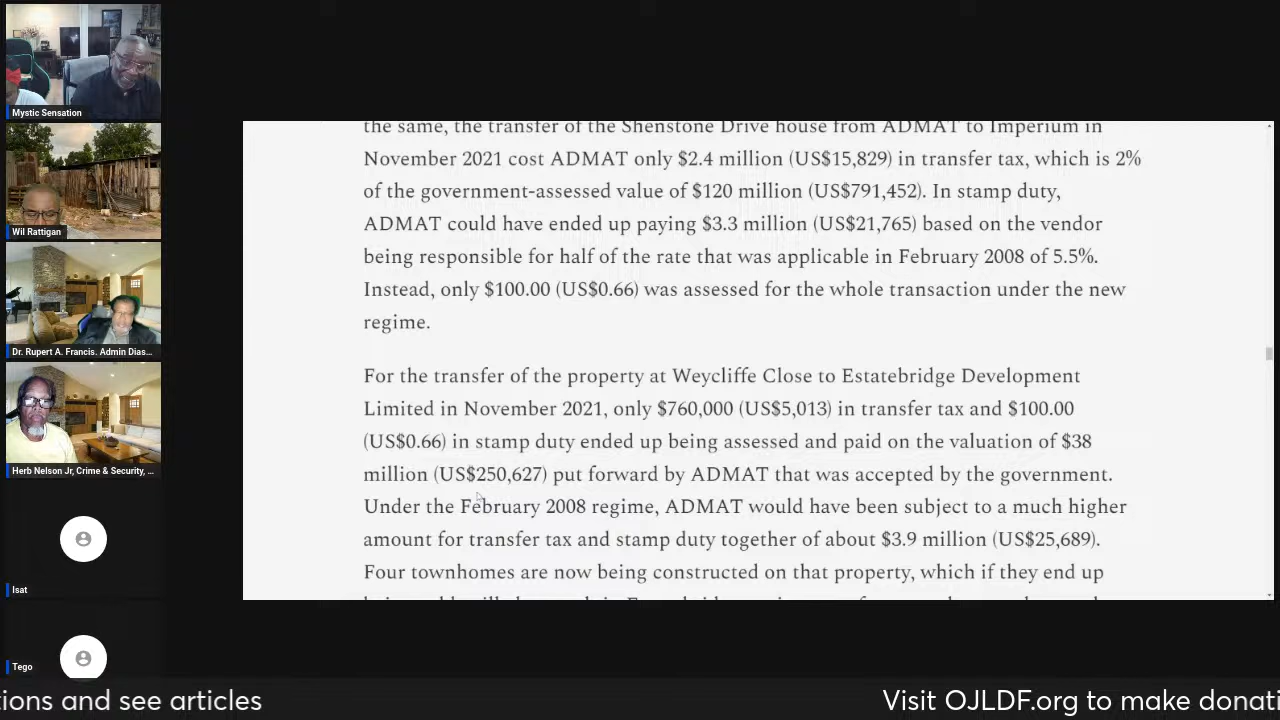 Mystic Sensation
Wil Rattigan
Dr. Rupert A. Francis. Admin Dias...
Herb Nelson Jr, Crime & Security, ...
Isat
Tego
the same, the transfer of the Shenstone Drive house from ADMAT to Imperium in
November 2021 cost ADMAT only $2.4 million (US$15,829) in transfer tax, which is 2%
of the government-assessed value of $120 million (US$791,452). In stamp duty,
ADMAT could have ended up paying $3.3 million (US$21,765) based on the vendor
being responsible for half of the rate that was applicable in February 2008 of 5.5%.
Instead, only $100.00 (US$0.66) was assessed for the whole transaction under the new
regime.
For the transfer of the property at Weycliffe Close to Estatebridge Development
Limited in November 2021, only $760,000 (US$5,013) in transfer tax and $100.00
(US$0.66) in stamp duty ended up being assessed and paid on the valuation of $38
million (US$250,627) put forward by ADMAT that was accepted by the government.
Under the February 2008 regime, ADMAT would have been subject to a much higher
amount for transfer tax and stamp duty together of about $3.9 million (US$25,689).
Four townhomes are now being constructed on that property, which if they end up
tions and see articles
Visit OJLDF.org to make donati